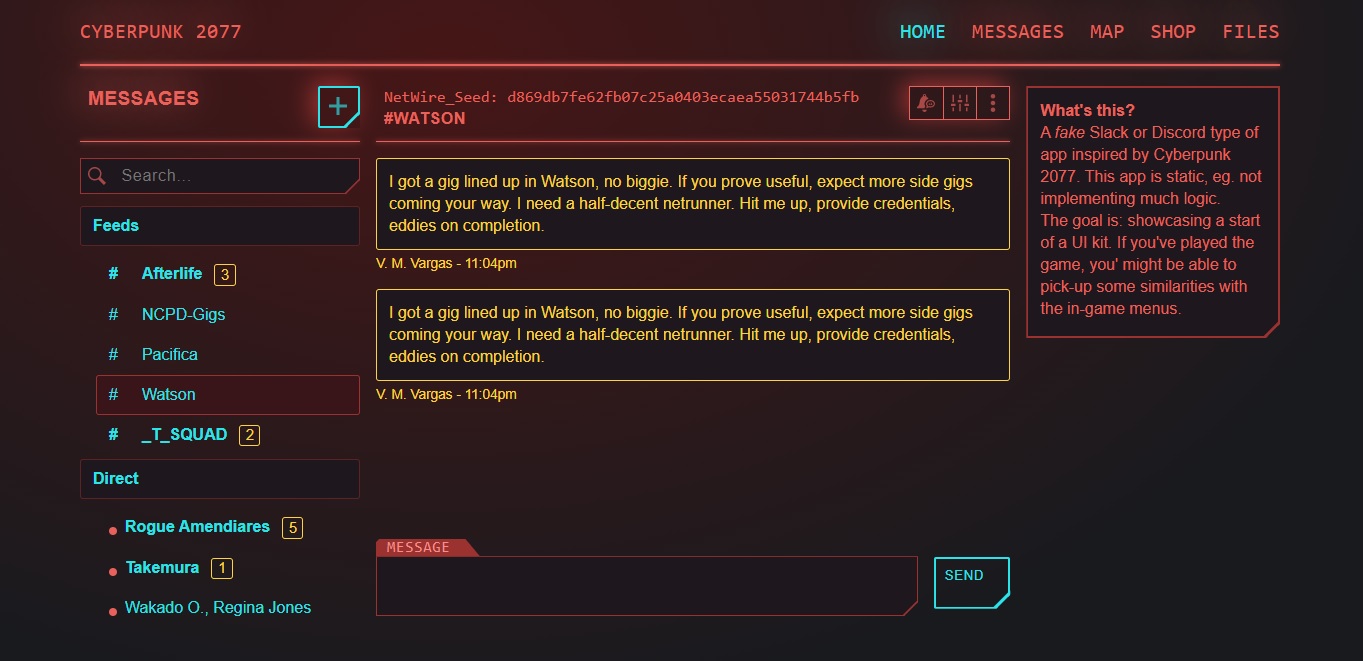 CYBERPUNK 2077
HOME MESSAGES MAP SHOP FILES
MESSAGES
Search...
Feeds
# Afterlife 3
# NCPD-Gigs
# Pacifica
# Watson
# _T_SQUAD 2
Direct
Rogue Amendiares 5
Takemura 1
Wakado O., Regina Jones
NetWire_Seed: d869db7fe62fb07c25a0403ecaea55031744b5fb
#WATSON
I got a gig lined up in Watson, no biggie. If you prove useful, expect more side gigs
coming your way. I need a half-decent netrunner. Hit me up, provide credentials,
eddies on completion.
V. M. Vargas - 11:04pm
I got a gig lined up in Watson, no biggie. If you prove useful, expect more side gigs
coming your way. I need a half-decent netrunner. Hit me up, provide credentials,
eddies on completion.
V. M. Vargas - 11:04pm
MESSAGE
SEND
What's this?
A fake Slack or Discord type of
app inspired by Cyberpunk
2077. This app is static, eg. not
implementing much logic.
The goal is: showcasing a start
of a UI kit. If you've played the
game, you' might be able to
pick-up some similarities with
the in-game menus.